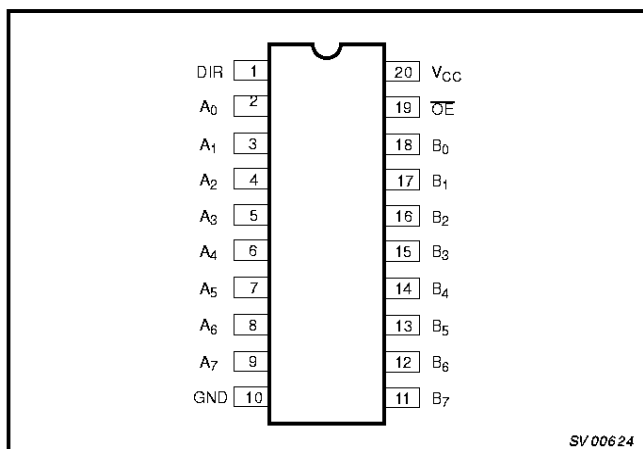 DIR 1 20 V_CC
A₀ 2 19 O̅E̅
A₁ 3 18 B₀
A₂ 4 17 B₁
A₃ 5 16 B₂
A₄ 6 15 B₃
A₅ 7 14 B₄
A₆ 8 13 B₅
A₇ 9 12 B₆
GND 10 11 B₇
SV00624